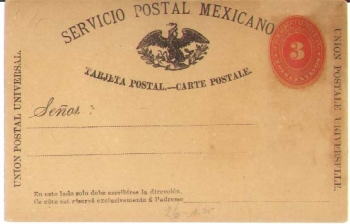 SERVICIO POSTAL MEXICANO
3
TARJETA POSTAL.—CARTE POSTALE.
UNION POSTAL UNIVERSAL.
UNION POSTALE UNIVERSELLE.
Señor:
En este lado solo debe escribirse la dirección.
Ce côté est réservé exclusivement á l'adresse